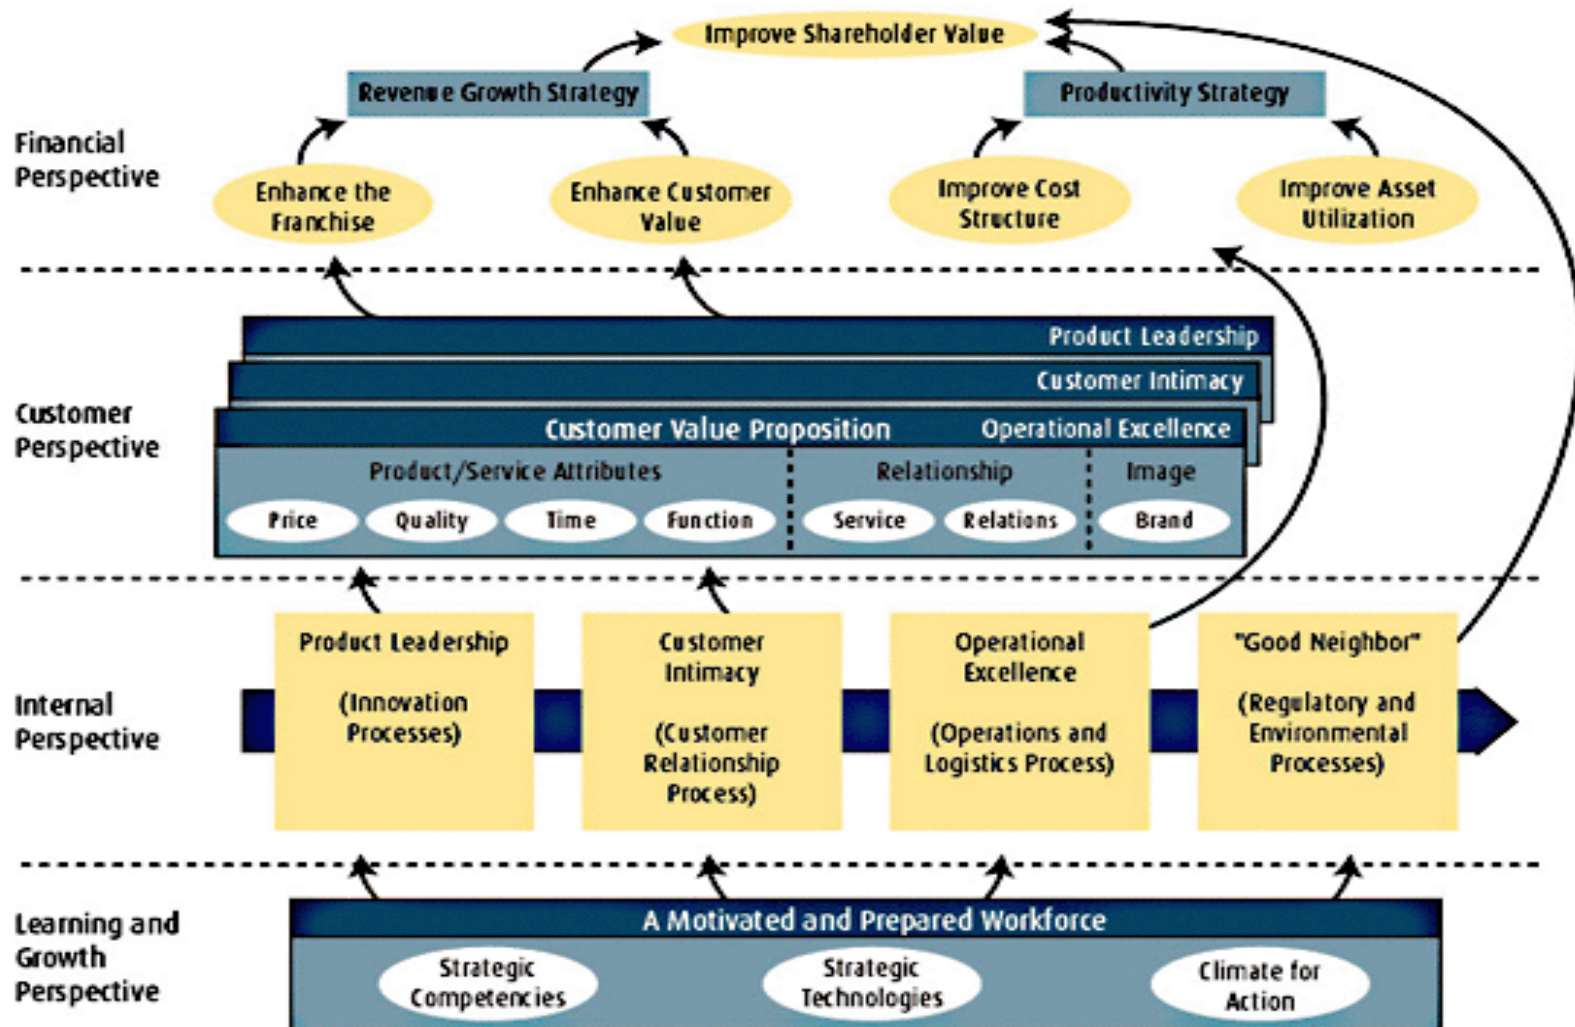 Improve Shareholder Value
Revenue Growth Strategy
Productivity Strategy
Financial
Perspective
Enhance the
Franchise
Enhance Customer
Value
Improve Cost
Structure
Improve Asset
Utilization
Product Leadership
Customer Intimacy
Customer
Perspective
Customer Value Proposition
Operational Excellence
Product/Service Attributes
Relationship
Image
Price
Quality
Time
Function
Service
Relations
Brand
Internal
Perspective
Product Leadership
(Innovation
Processes)
Customer
Intimacy
(Customer
Relationship
Process)
Operational
Excellence
(Operations and
Logistics Process)
"Good Neighbor"
(Regulatory and
Environmental
Processes)
Learning and
Growth
Perspective
A Motivated and Prepared Workforce
Strategic
Competencies
Strategic
Technologies
Climate for
Action